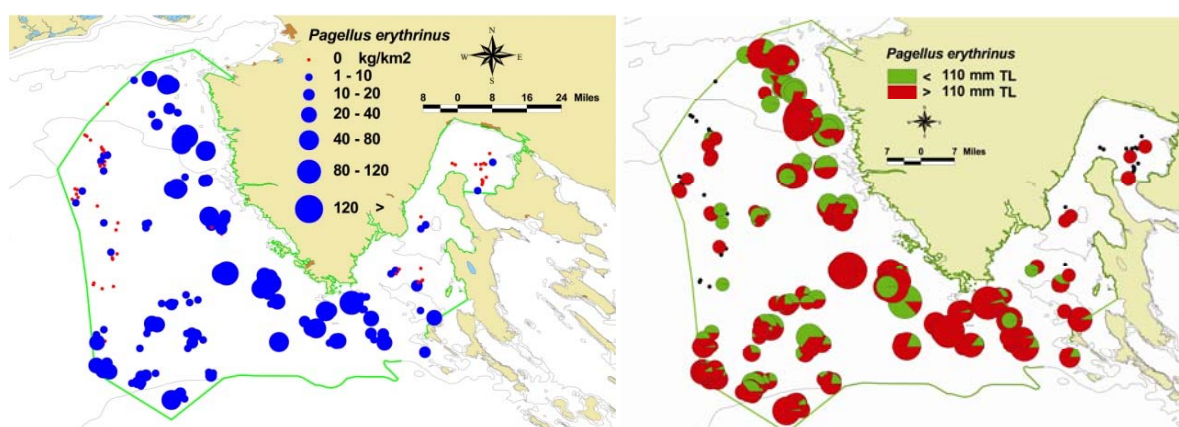 Pagellus erythrinus
0 kg/km2
1 - 10
10 - 20
20 - 40
40 - 80
80 - 120
120 >
N
W E
S
8 0 8 16 24 Miles
Pagellus erythrinus
< 110 mm TL
> 110 mm TL
7 0 7 Miles